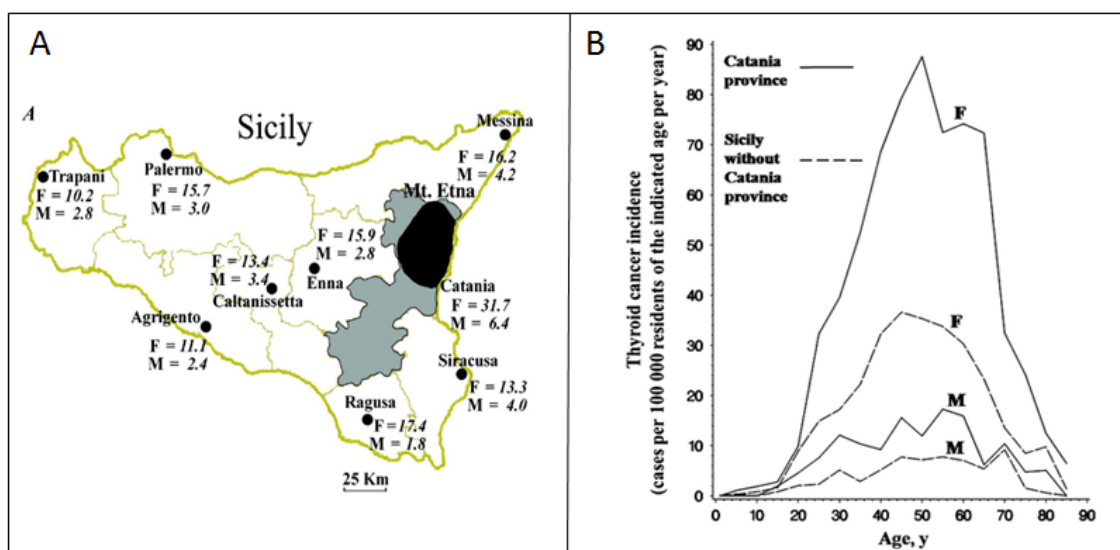 A
A
Sicily
Messina
F = 16.2
M = 4.2
Palermo
F = 15.7
M = 3.0
Trapani
F = 10.2
M = 2.8
Mt. Etna
F = 15.9
M = 2.8
Enna
F = 13.4
M = 3.4
Caltanissetta
Catania
F = 31.7
M = 6.4
Agrigento
F = 11.1
M = 2.4
Siracusa
F = 13.3
M = 4.0
Ragusa
F = 17.4
M = 1.8
25 Km
B
Thyroid cancer incidence
(cases per 100 000 residents of the indicated age per year)
90
80
70
60
50
40
30
20
10
0
Catania
province
Sicily
without
Catania
province
F
F
M
M
0 10 20 30 40 50 60 70 80 90
Age, y